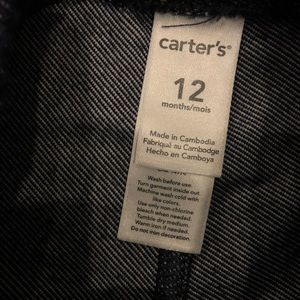 carter's®
12
months/mois
Made in Cambodia
Fabriqué au Cambodge
Hecho en Camboya
Wash before use.
Turn garment inside out.
Machine wash cold with
like colors.
Use only non-chlorine
bleach when needed.
Tumble dry medium.
Warm iron if needed.
Do not iron decoration.